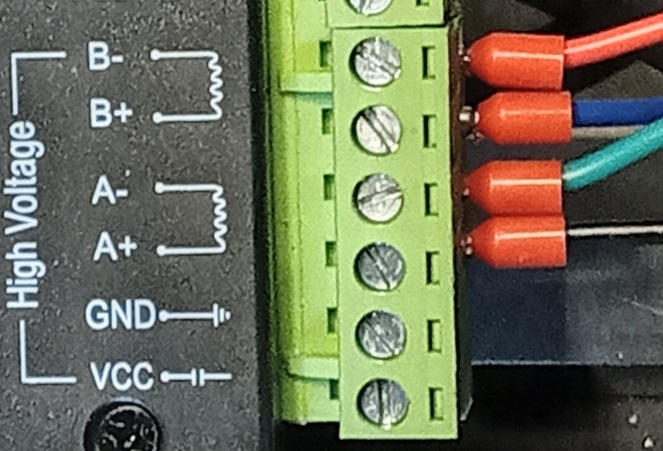 High Voltage
B-
B+
A-
A+
GND
VCC